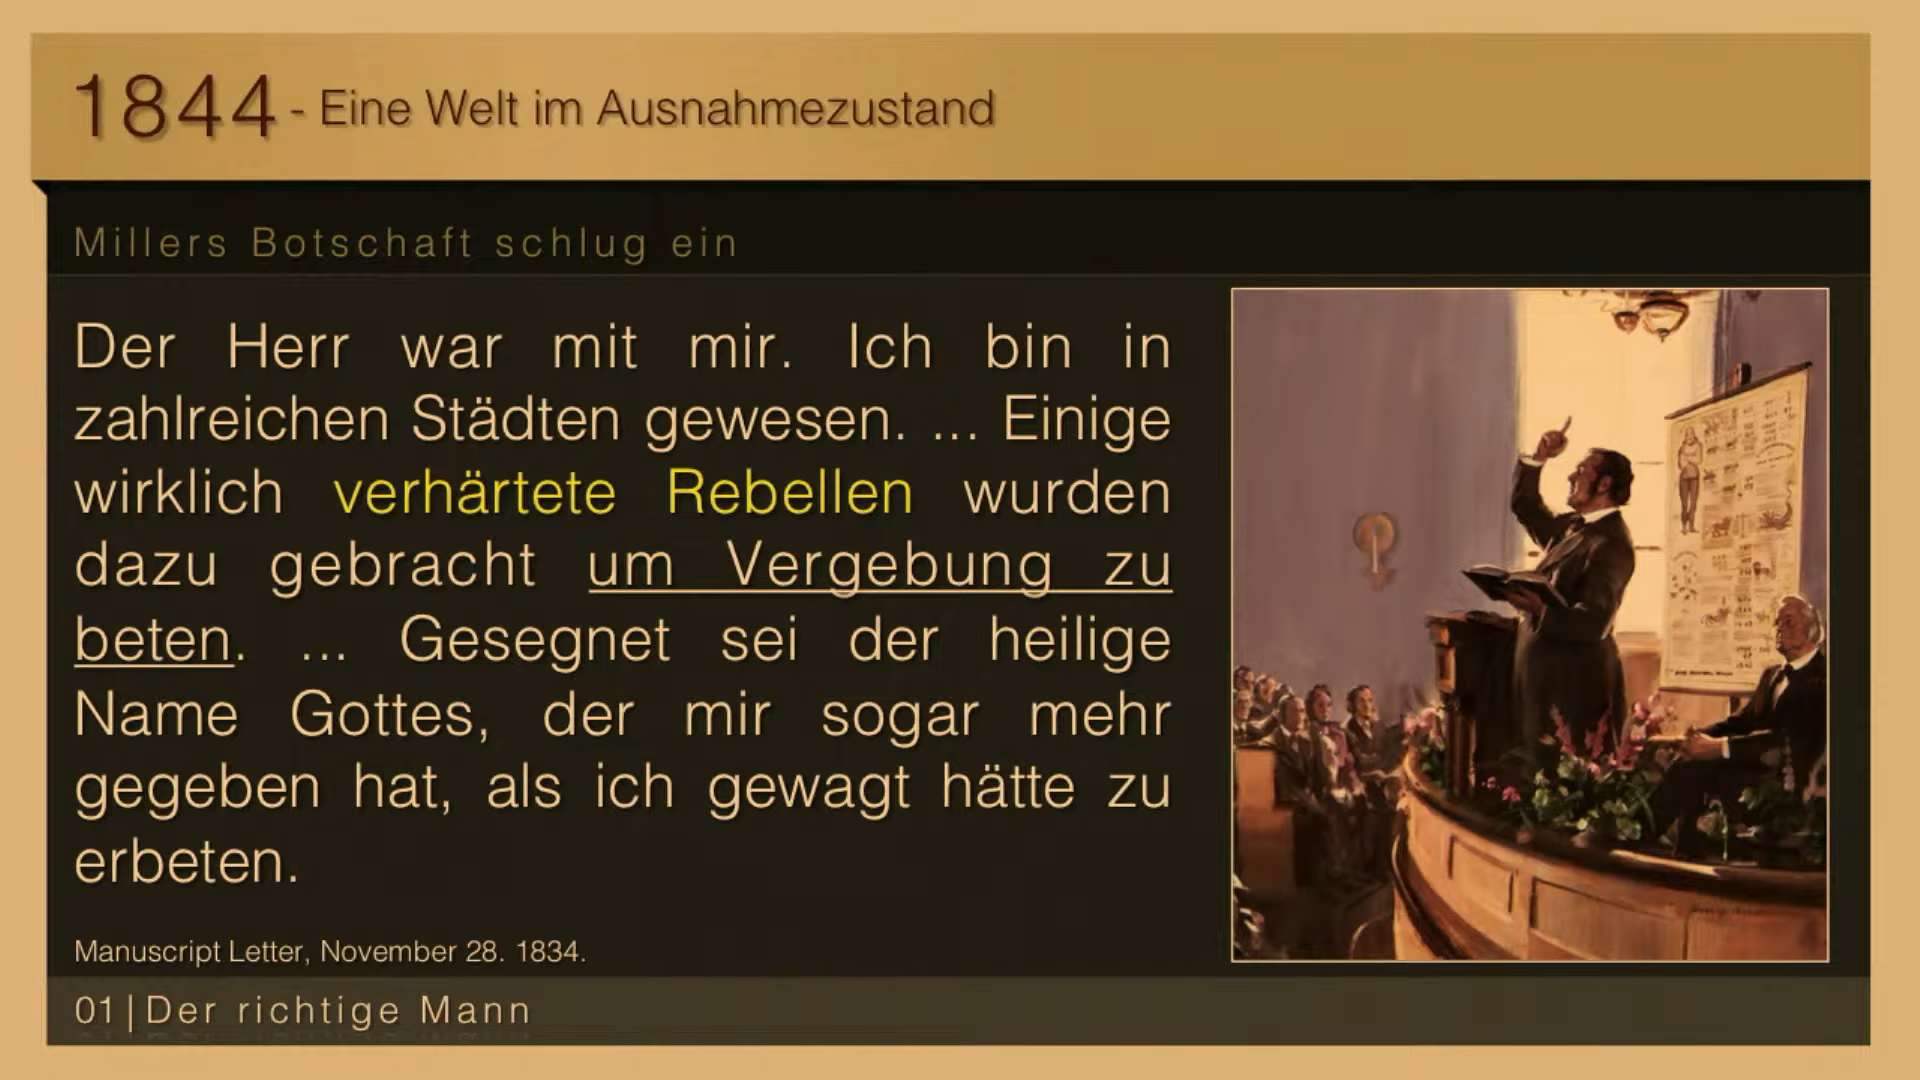 1844 - Eine Welt im Ausnahmezustand
Millers Botschaft schlug ein
Der Herr war mit mir. Ich bin in
zahlreichen Städten gewesen. ... Einige
wirklich verhärtete Rebellen wurden
dazu gebracht um Vergebung zu
beten. ... Gesegnet sei der heilige
Name Gottes, der mir sogar mehr
gegeben hat, als ich gewagt hätte zu
erbeten.
Manuscript Letter, November 28. 1834.
01|Der richtige Mann